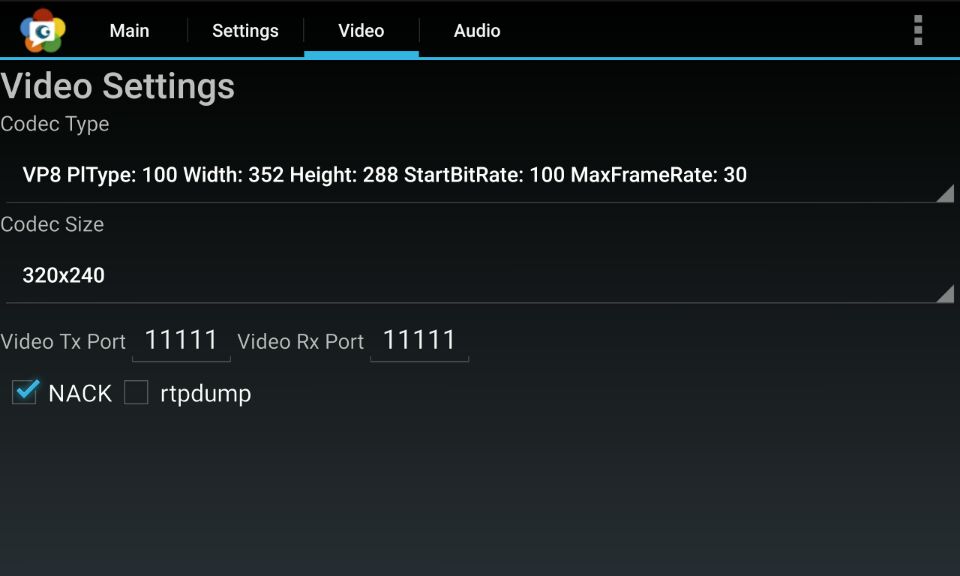 Main Settings Video Audio
Video Settings
Codec Type
VP8 PlType: 100 Width: 352 Height: 288 StartBitRate: 100 MaxFrameRate: 30
Codec Size
320x240
Video Tx Port 11111 Video Rx Port 11111
NACK rtpdump